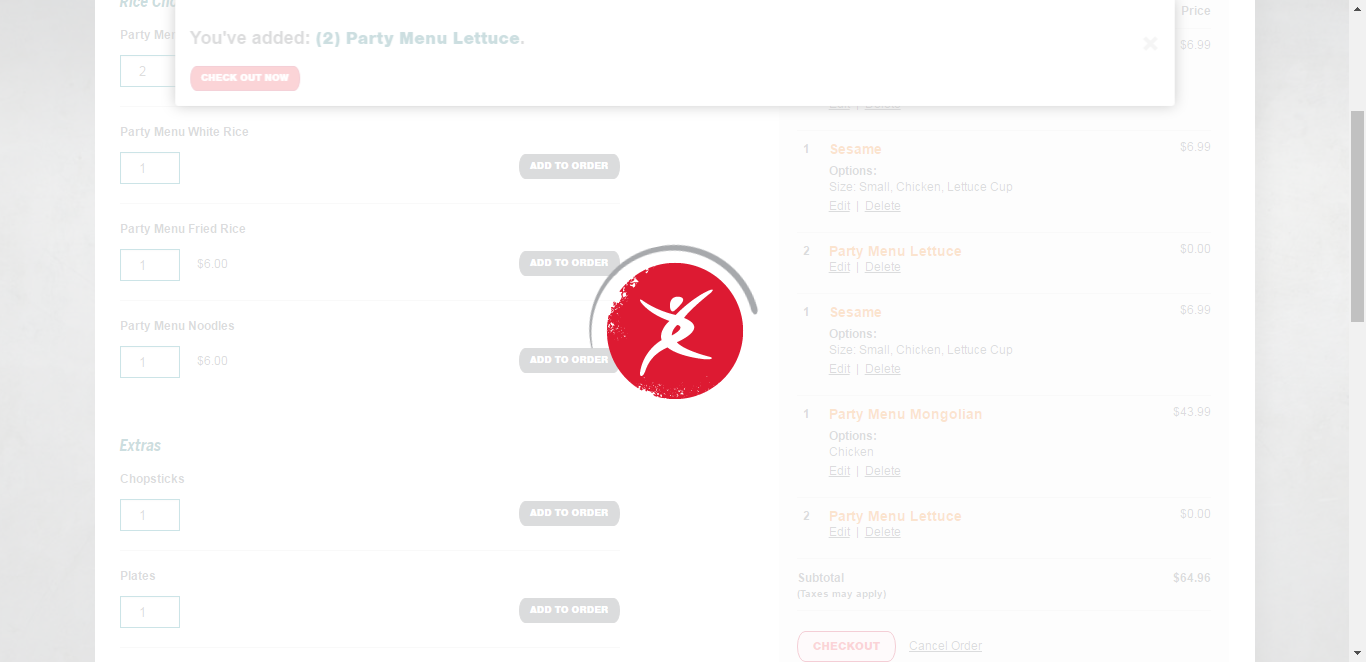 Rice Cho
You've added: (2) Party Menu Lettuce.
CHECK OUT NOW
Party Men
2
Party Menu White Rice
1
ADD TO ORDER
Party Menu Fried Rice
1
$6.00
ADD TO ORDER
Party Menu Noodles
1
$6.00
ADD TO ORDER
Extras
Chopsticks
1
ADD TO ORDER
Plates
1
ADD TO ORDER
Price
$6.99
Edit | Delete
1 Sesame $6.99
Options:
Size: Small, Chicken, Lettuce Cup
Edit | Delete
2 Party Menu Lettuce $0.00
Edit | Delete
1 Sesame $6.99
Options:
Size: Small, Chicken, Lettuce Cup
Edit | Delete
1 Party Menu Mongolian $43.99
Options:
Chicken
Edit | Delete
2 Party Menu Lettuce $0.00
Edit | Delete
Subtotal $64.96
(Taxes may apply)
CHECKOUT Cancel Order